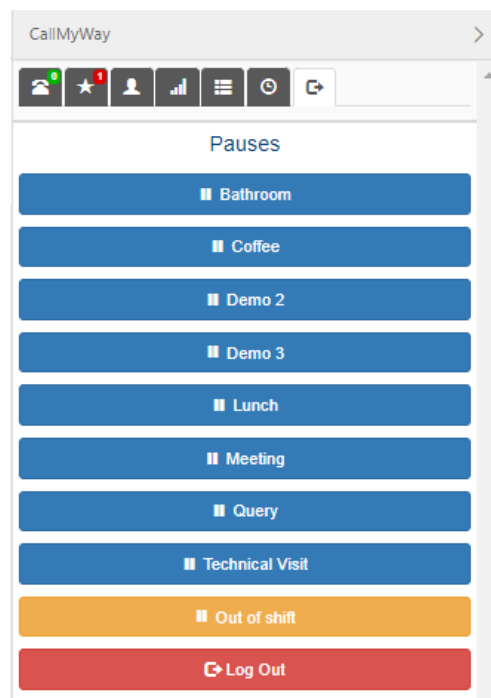 CallMyWay
0
1
Pauses
Bathroom
Coffee
Demo 2
Demo 3
Lunch
Meeting
Query
Technical Visit
Out of shift
Log Out